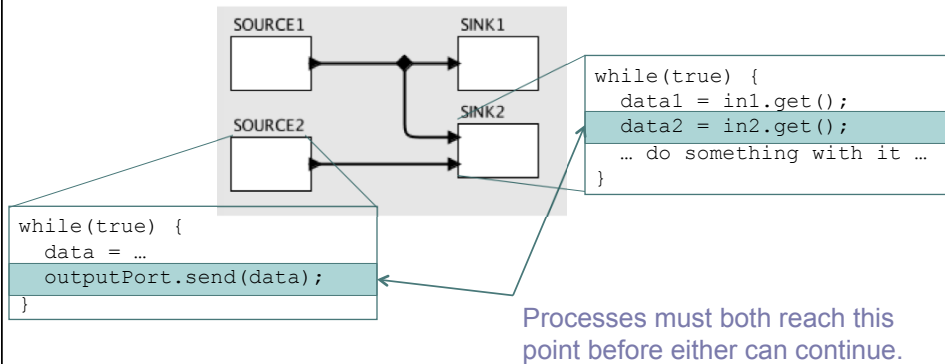 SOURCE1
SINK1
SOURCE2
SINK2
while(true) {
data1 = in1.get();
data2 = in2.get();
… do something with it …
}
while(true) {
data = …
outputPort.send(data);
}
Processes must both reach this
point before either can continue.